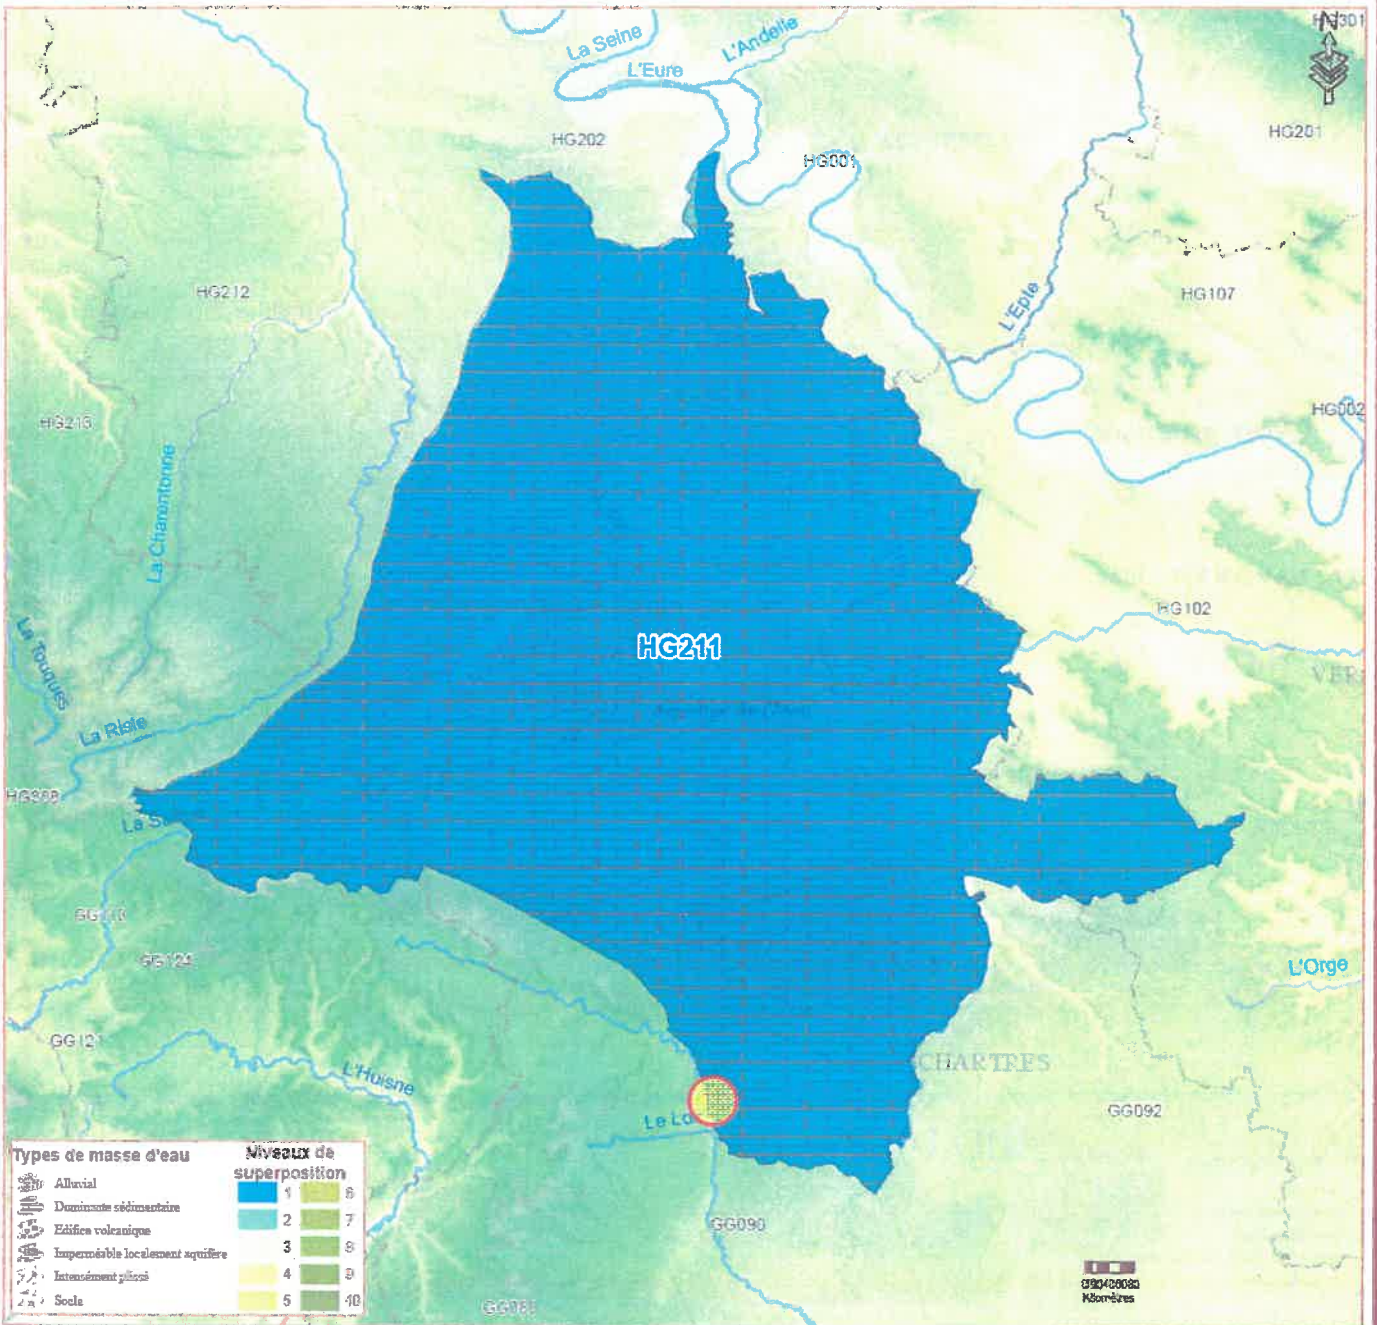 La Seine
L'Andelle
L'Eure
HG301
N
HG202
HG001
HG201
HG212
L'Epte
HG107
HG213
HG002
La Charentonne
HG102
HG211
La Touques
La Risle
GG124
GG121
L'Orge
L'Huisne
CHARTRES
GG092
GG090
Types de masse d'eau
Alluvial
Dominante sédimentaire
Edifice volcanique
Imperméable localement aquifère
Intensément plissé
Socle
Niveaux de
superposition
1 6
2 7
3 8
4 9
5 10
Kilomètres